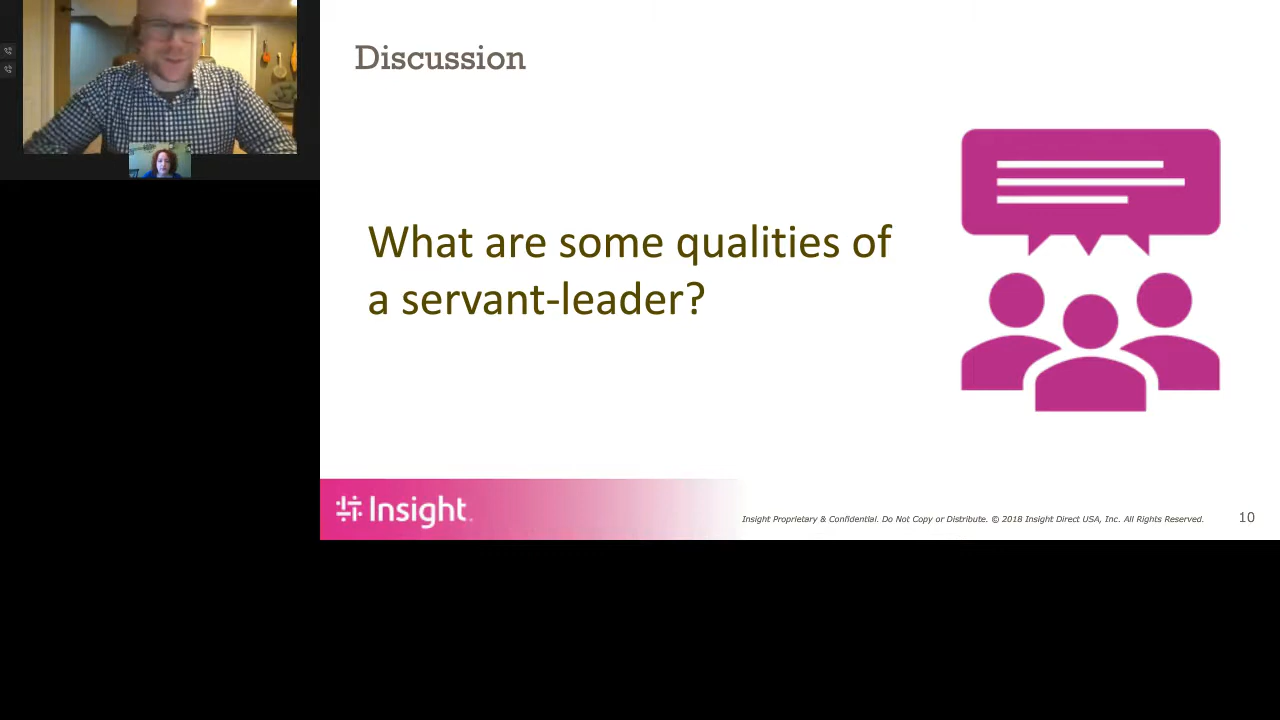 Discussion
What are some qualities of
a servant-leader?
Insight
Insight Proprietary & Confidential. Do Not Copy or Distribute. © 2018 Insight Direct USA, Inc. All Rights Reserved.
10